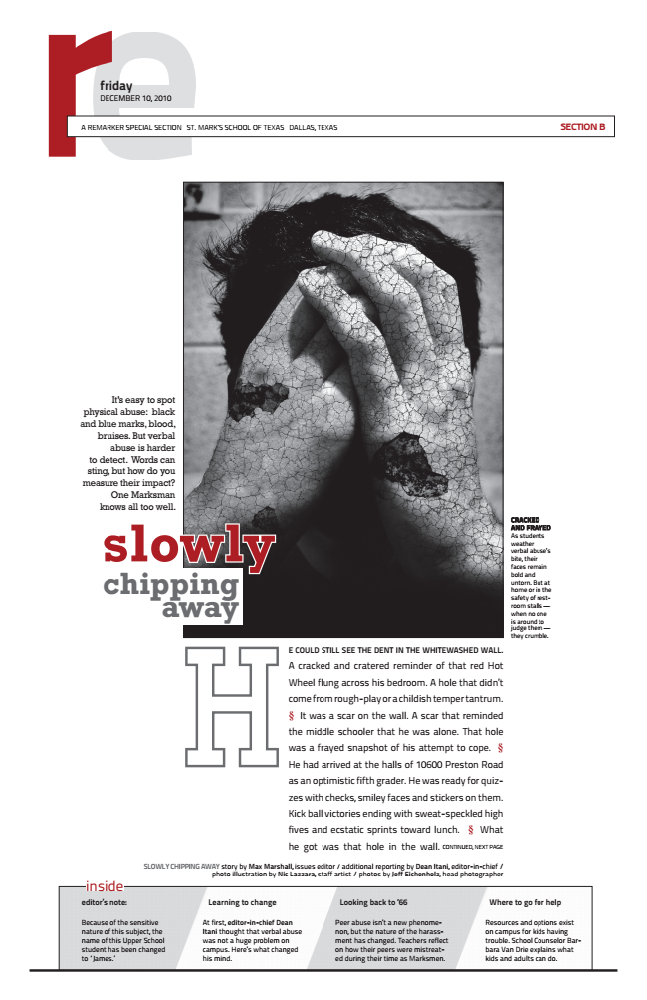 re
friday
DECEMBER 10, 2010
A REMARKER SPECIAL SECTION ST. MARK'S SCHOOL OF TEXAS DALLAS, TEXAS
SECTION B
It's easy to spot
physical abuse: black
and blue marks, blood,
bruises. But verbal
abuse is harder
to detect. Words can
sting, but how do you
measure their impact?
One Marksman
knows all too well.
slowly
chipping
away
CRACKED
AND FRAYED
As students
weather
verbal abuse's
bite, their
faces remain
bold and
untorn. But at
home or in the
safety of rest-
room stalls —
when no one
is around to
judge them —
they crumble.
HE COULD STILL SEE THE DENT IN THE WHITEWASHED WALL.
A cracked and cratered reminder of that red Hot
Wheel flung across his bedroom. A hole that didn't
come from rough-play or a childish temper tantrum.
§ It was a scar on the wall. A scar that reminded
the middle schooler that he was alone. That hole
was a frayed snapshot of his attempt to cope. §
He had arrived at the halls of 10600 Preston Road
as an optimistic fifth grader. He was ready for quiz-
zes with checks, smiley faces and stickers on them.
Kick ball victories ending with sweat-speckled high
fives and ecstatic sprints toward lunch. § What
he got was that hole in the wall. CONTINUED, NEXT PAGE
SLOWLY CHIPPING AWAY story by Max Marshall, issues editor / additional reporting by Dean Itani, editor-in-chief /
photo illustration by Nic Lazzara, staff artist / photos by Jeff Eichenholz, head photographer
inside
editor's note:
Because of the sensitive
nature of this subject, the
name of this Upper School
student has been changed
to 'James.'
Learning to change
At first, editor-in-chief Dean
Itani thought that verbal abuse
was not a huge problem on
campus. Here's what changed
his mind.
Looking back to '66
Peer abuse isn't a new phenome-
non, but the nature of the harass-
ment has changed. Teachers reflect
on how their peers were mistreat-
ed during their time as Marksmen.
Where to go for help
Resources and options exist
on campus for kids having
trouble. School Counselor Bar-
bara Van Drie explains what
kids and adults can do.